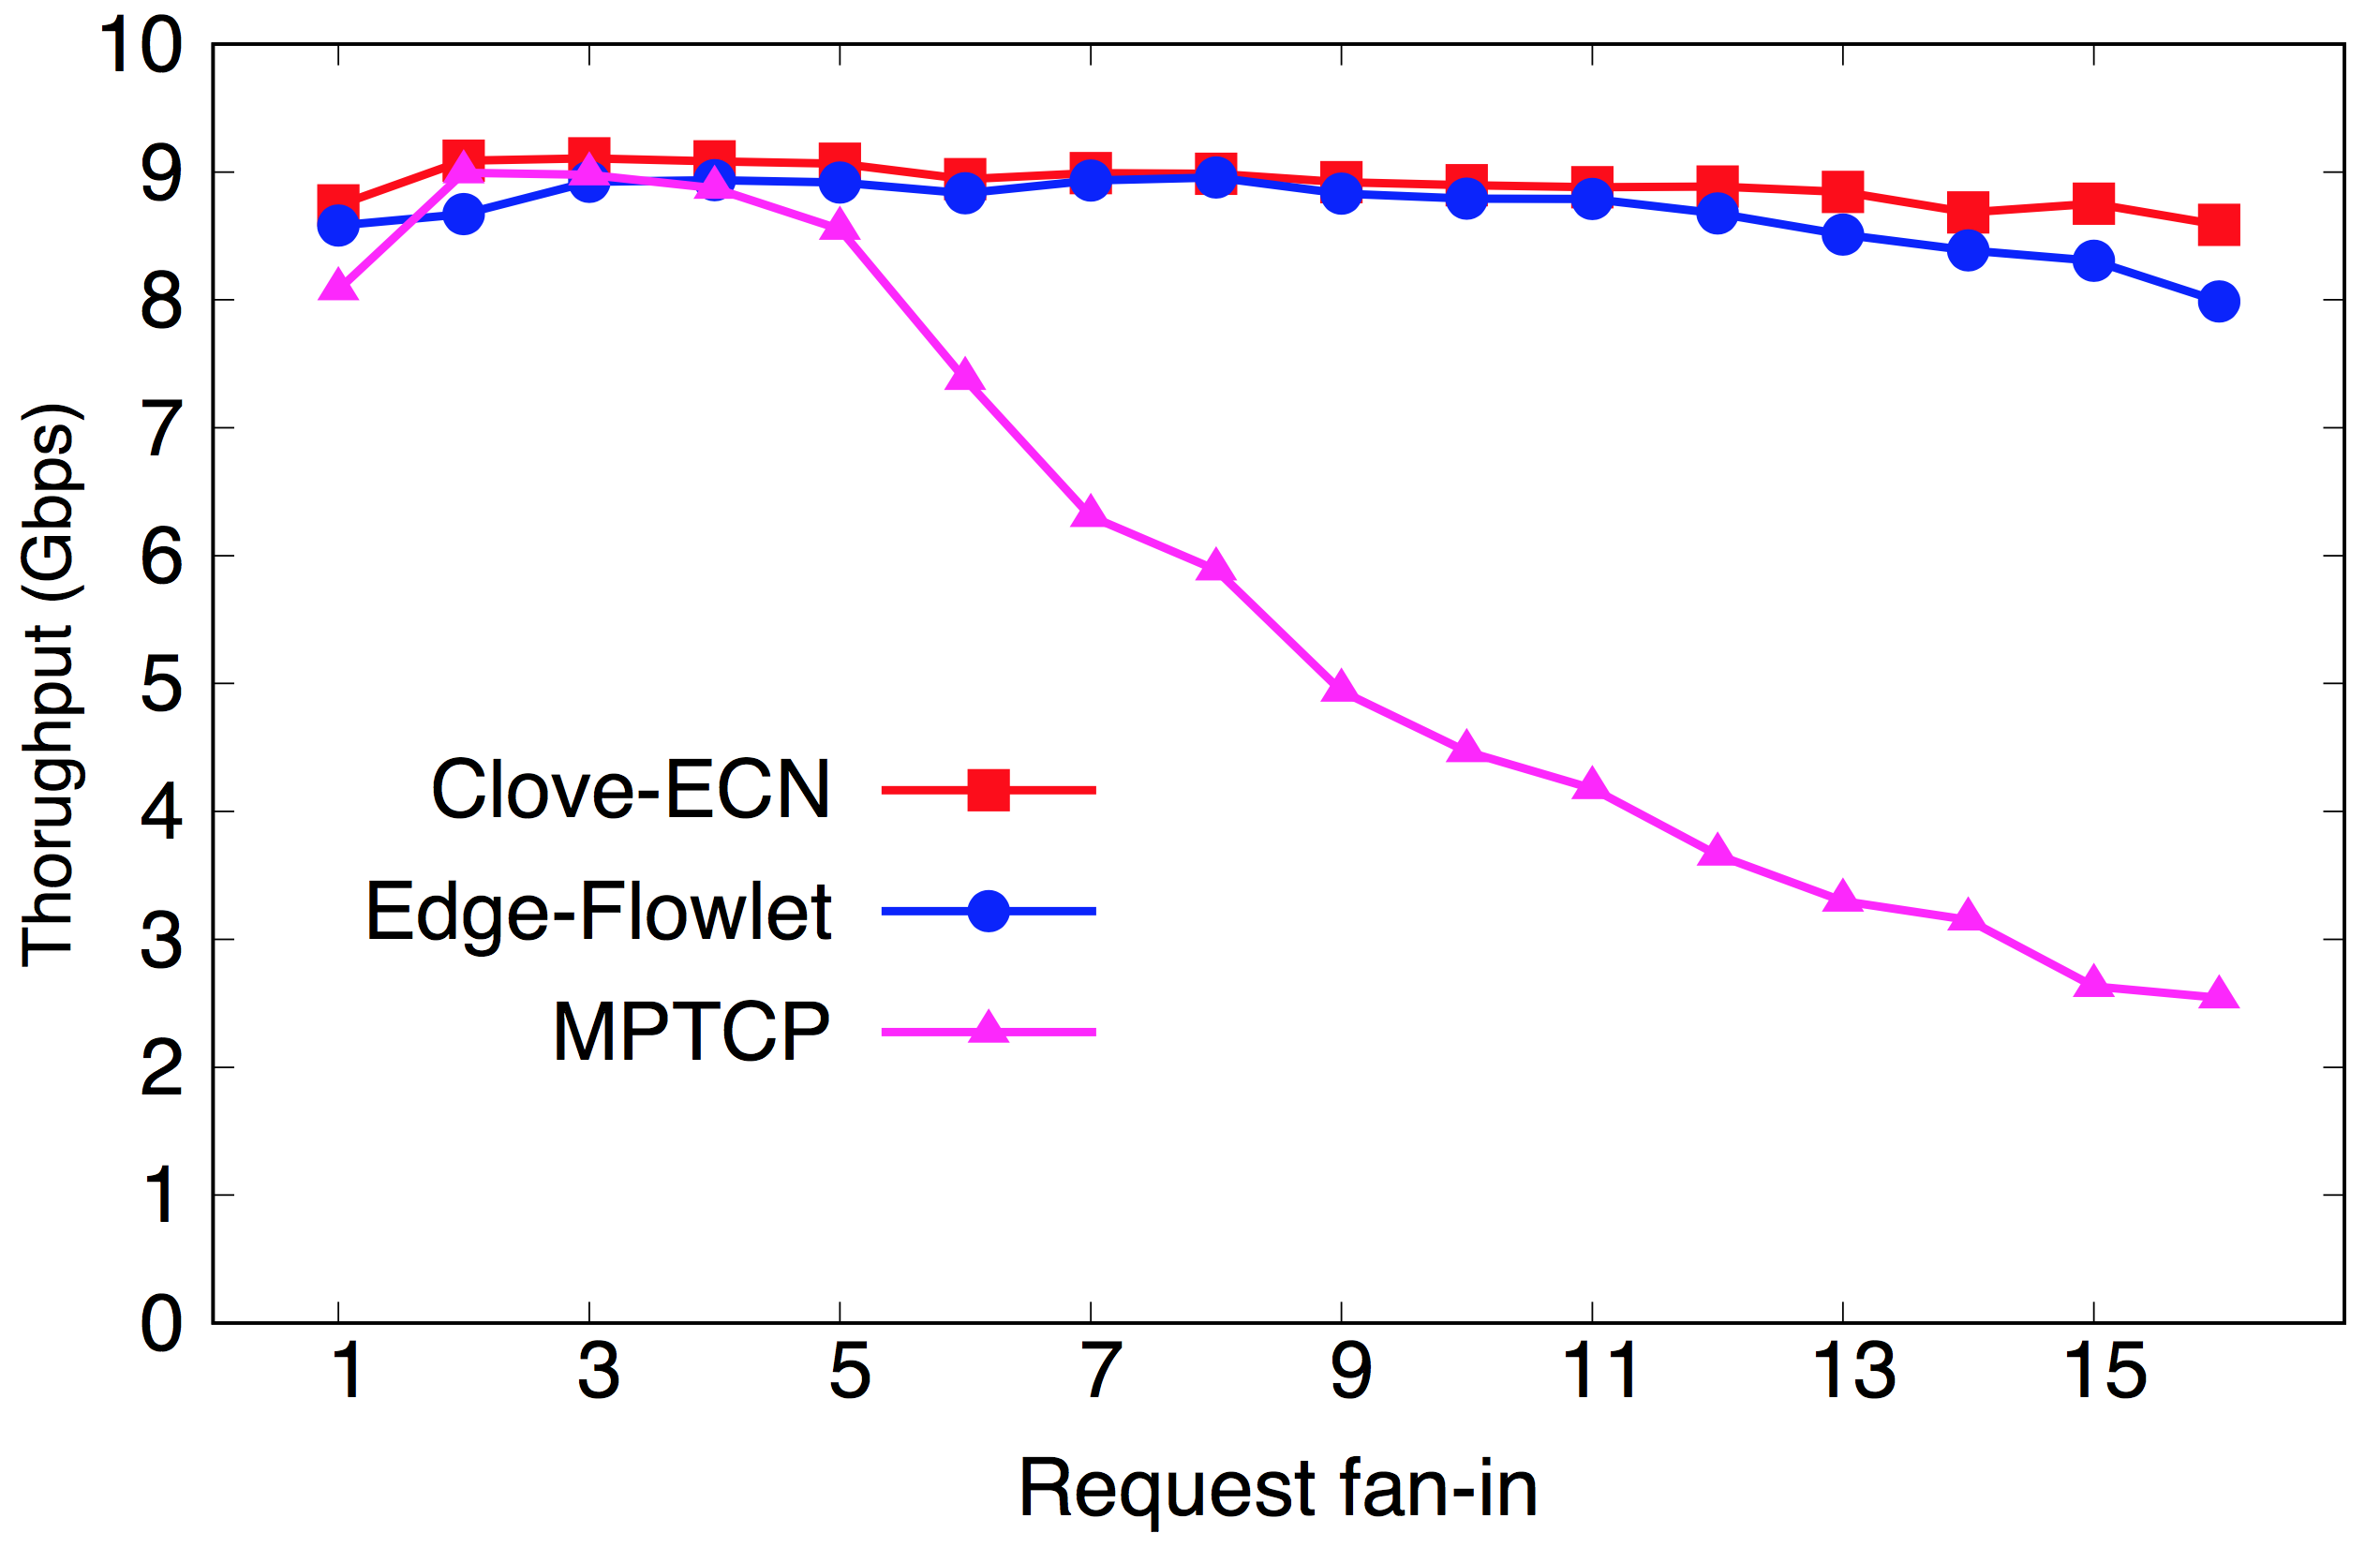 10
9
8
7
6
5
4
3
2
1
0
Thorughput (Gbps)
Clove-ECN
Edge-Flowlet
MPTCP
1 3 5 7 9 11 13 15
Request fan-in